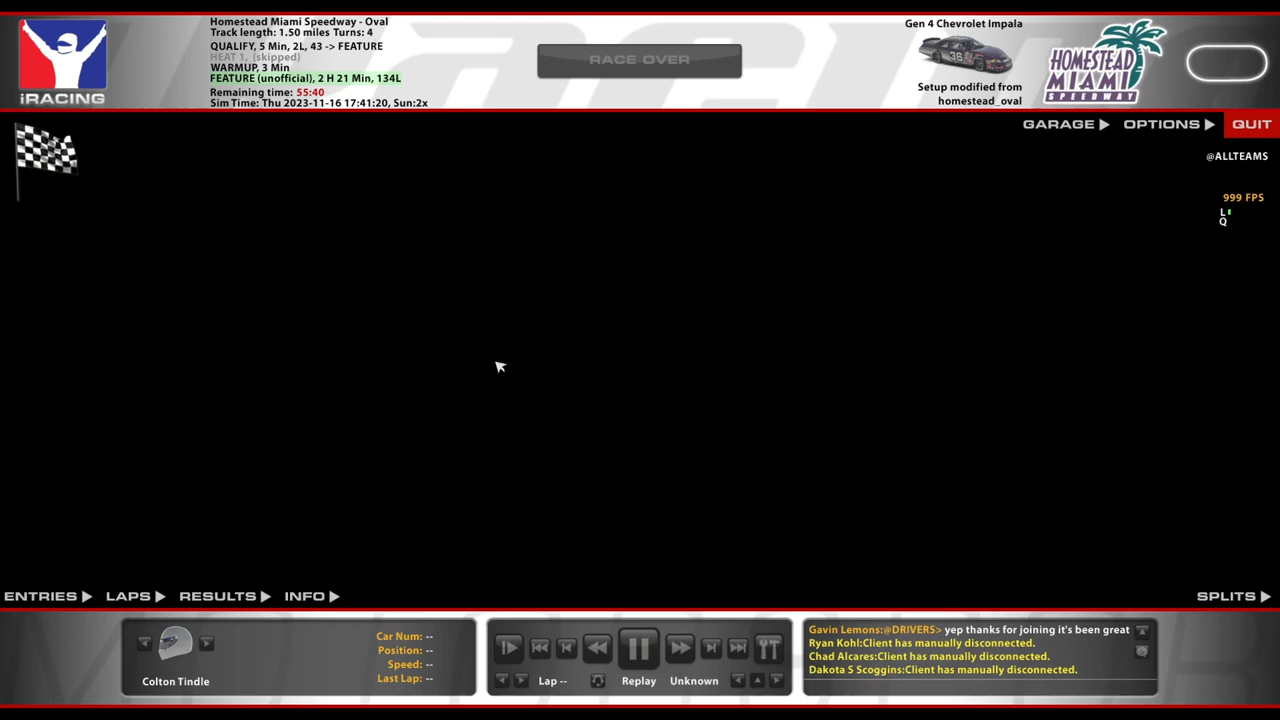 Homestead Miami Speedway - Oval
Track length: 1.50 miles Turns: 4
QUALIFY, 5 Min, 2L, 43 -> FEATURE
HEAT 1, (skipped)
WARMUP, 3 Min
FEATURE (unofficial), 2 H 21 Min, 134L
Remaining time: 55:40
Sim Time: Thu 2023-11-16 17:41:20, Sun:2x
iRACING
RACE OVER
Gen 4 Chevrolet Impala
36
Setup modified from
homestead_oval
HOMESTEAD
MIAMI
SPEEDWAY
GARAGE OPTIONS QUIT
@ALLTEAMS
999 FPS
L
Q
ENTRIES LAPS RESULTS INFO SPLITS
Colton Tindle
Car Num: --
Position: --
Speed: --
Last Lap: --
Lap -- Replay Unknown
Gavin Lemons:@DRIVERS> yep thanks for joining it's been great
Ryan Kohl:Client has manually disconnected.
Chad Alcares:Client has manually disconnected.
Dakota S Scoggins:Client has manually disconnected.